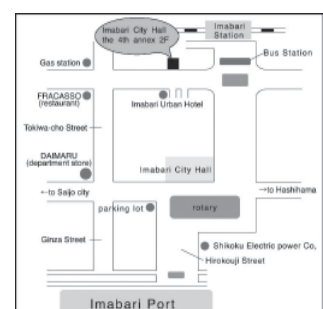 Imabari City Hall
the 4th annex 2F
Imabari
Station
Bus Station
Gas station
FRACASSO
(restaurant)
Imabari Urban Hotel
Tokiwa-cho Street
DAIMARU
(department store)
Imabari City Hall
←to Saijo city
→to Hashihama
parking lot
rotary
Ginza Street
Shikoku Electric power Co,
Hirokouji Street
Imabari Port